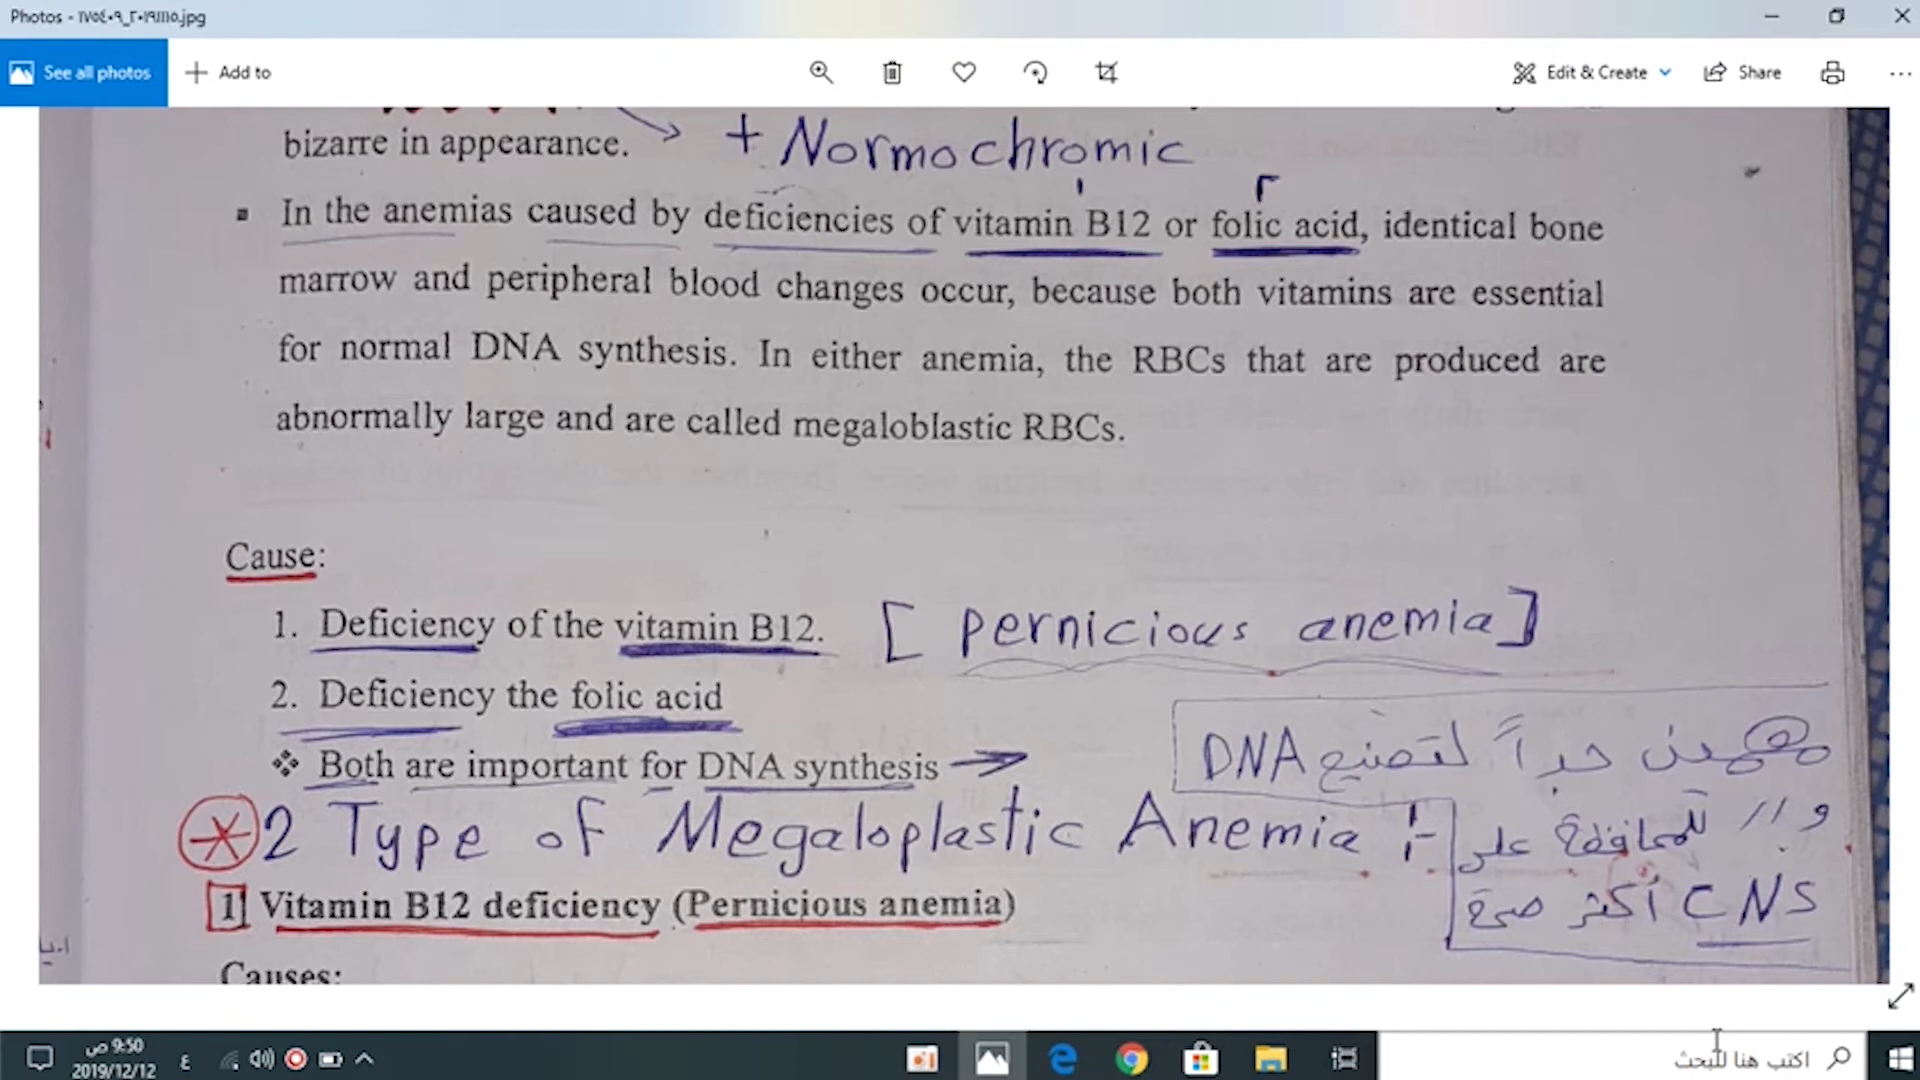 Photos - ٢٠١٩١١١٥_١٧٥٤٠٩.jpg
See all photos
Add to
Edit & Create
Share
bizarre in appearance. + Normochromic
١ ٢
▪ In the anemias caused by deficiencies of vitamin B12 or folic acid, identical bone
marrow and peripheral blood changes occur, because both vitamins are essential
for normal DNA synthesis. In either anemia, the RBCs that are produced are
abnormally large and are called megaloblastic RBCs.
Cause:
1. Deficiency of the vitamin B12. [ pernicious anemia ]
2. Deficiency the folic acid
❖ Both are important for DNA synthesis →
مهمين جداً لتصنيع DNA
و // للمحافظة على
CNS أكثر صحة
* 2 Type of Megaloplastic Anemia :-
1 Vitamin B12 deficiency (Pernicious anemia)
Causes:
9:50 ص
2019/12/12
ع
اكتب هنا للبحث